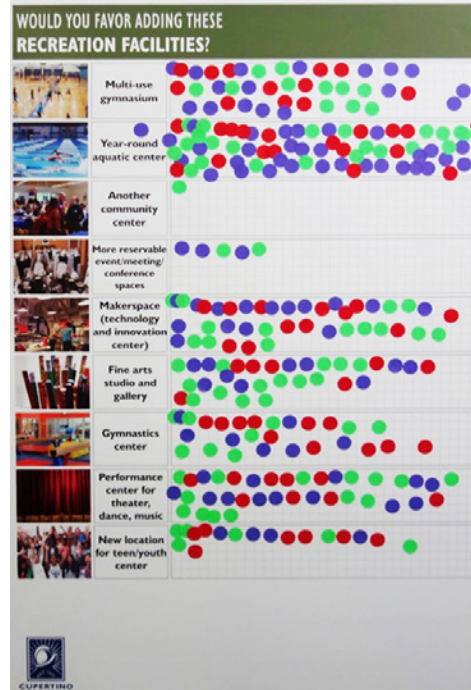 WOULD YOU FAVOR ADDING THESE
RECREATION FACILITIES?
Multi-use
gymnasium
Year-round
aquatic center
Another
community
center
More reservable
event/meeting/
conference
spaces
Makerspace
(technology
and innovation
center)
Fine arts
studio and
gallery
Gymnastics
center
Performance
center for
theater,
dance, music
New location
for teen/youth
center
CUPERTINO